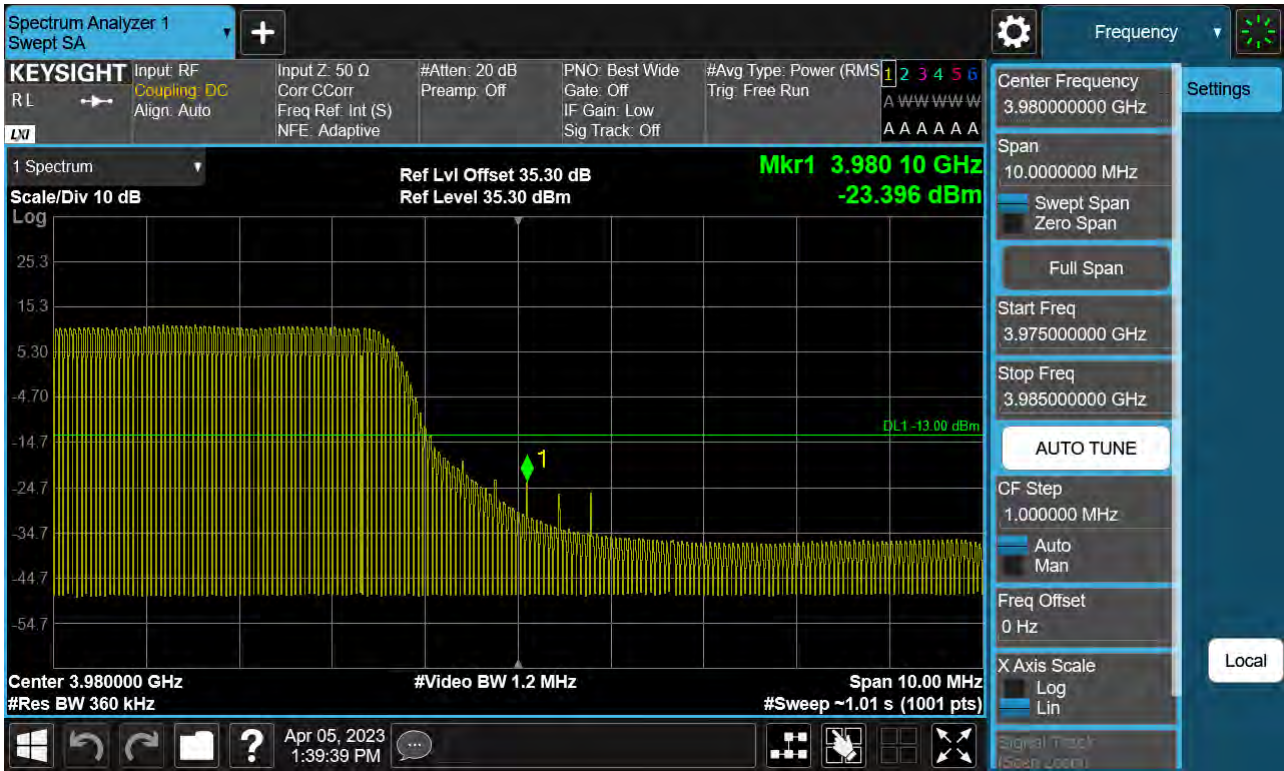 Spectrum Analyzer 1
Swept SA
+
Frequency
KEYSIGHT
RL
LXI
Input: RF
Coupling: DC
Align: Auto
Input Z: 50 Ω
Corr CCorr
Freq Ref: Int (S)
NFE: Adaptive
#Atten: 20 dB
Preamp: Off
PNO: Best Wide
Gate: Off
IF Gain: Low
Sig Track: Off
#Avg Type: Power (RMS
Trig: Free Run
1 2 3 4 5 6
A W W W W W
A A A A A A
1 Spectrum
Scale/Div 10 dB
Log
Ref Lvl Offset 35.30 dB
Ref Level 35.30 dBm
Mkr1 3.980 10 GHz
-23.396 dBm
25.3
15.3
5.30
-4.70
-14.7
-24.7
-34.7
-44.7
-54.7
DL1 -13.00 dBm
1
Center 3.980000 GHz
#Res BW 360 kHz
#Video BW 1.2 MHz
Span 10.00 MHz
#Sweep ~1.01 s (1001 pts)
Center Frequency
3.980000000 GHz
Settings
Span
10.0000000 MHz
Swept Span
Zero Span
Full Span
Start Freq
3.975000000 GHz
Stop Freq
3.985000000 GHz
AUTO TUNE
CF Step
1.000000 MHz
Auto
Man
Freq Offset
0 Hz
X Axis Scale
Log
Lin
Signal Track
(Span Zoom)
Local
?
Apr 05, 2023
1:39:39 PM